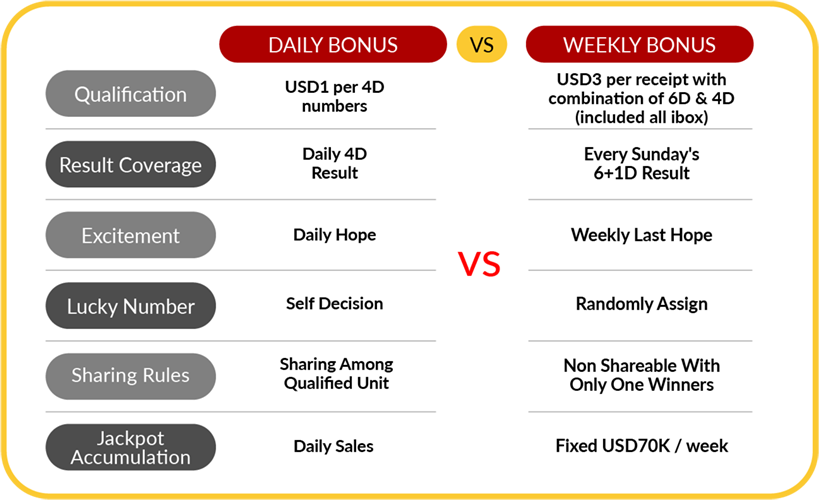 DAILY BONUS
VS
WEEKLY BONUS
Qualification
USD1 per 4D
numbers
USD3 per receipt with
combination of 6D & 4D
(included all ibox)
Result Coverage
Daily 4D
Result
Every Sunday's
6+1D Result
Excitement
Daily Hope
VS
Weekly Last Hope
Lucky Number
Self Decision
Randomly Assign
Sharing Rules
Sharing Among
Qualified Unit
Non Shareable With
Only One Winners
Jackpot
Accumulation
Daily Sales
Fixed USD70K / week